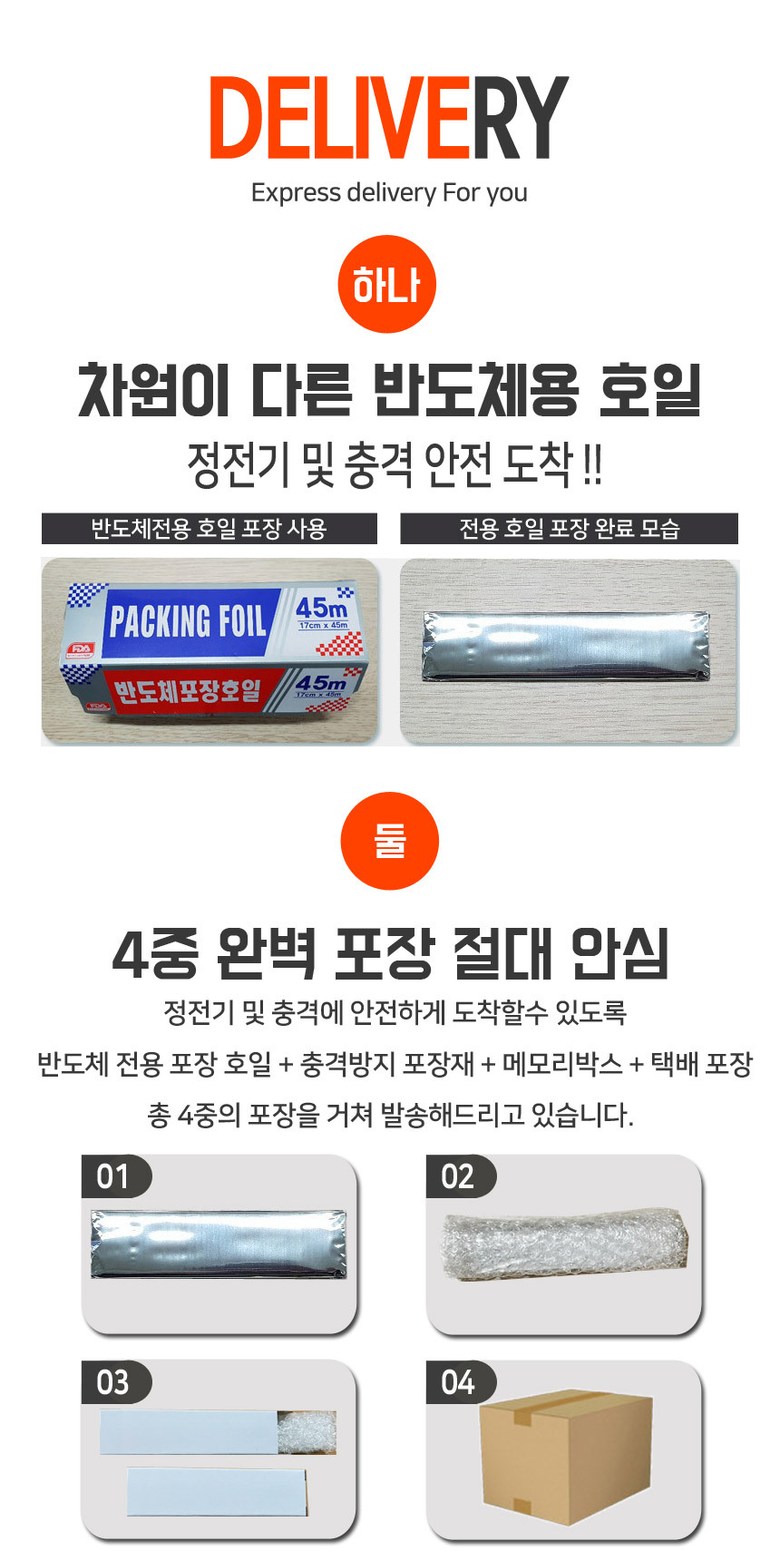 DELIVERY
Express delivery For you
하나
차원이 다른 반도체용 호일
정전기 및 충격 안전 도착 !!
반도체전용 호일 포장 사용
전용 호일 포장 완료 모습
PACKING FOIL
45m
17cm x 45m
FDA
반도체포장호일
45m
17cm x 45m
FDA
둘
4중 완벽 포장 절대 안심
정전기 및 충격에 안전하게 도착할수 있도록
반도체 전용 포장 호일 + 충격방지 포장재 + 메모리박스 + 택배 포장
총 4중의 포장을 거쳐 발송해드리고 있습니다.
01
02
03
04